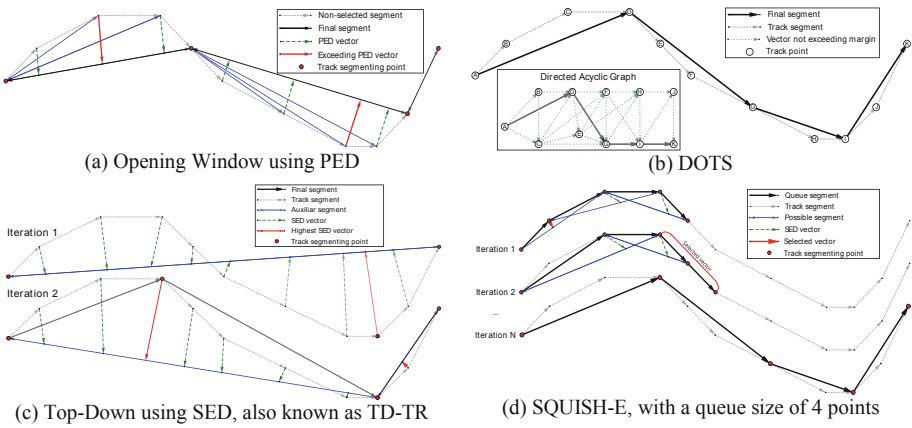 Non-selected segment
Final segment
PED vector
Exceeding PED vector
Track segmenting point
(a) Opening Window using PED
Final segment
Track segment
Vector not exceeding margin
Track point
A
B
C
D
E
F
G
H
I
J
K
Directed Acyclic Graph
A
B
D
F
H
J
C
E
G
I
K
(b) DOTS
Final segment
Track segment
Auxiliar segment
SED vector
Highest SED vector
Track segmenting point
Iteration 1
Iteration 2
(c) Top-Down using SED, also known as TD-TR
Queue segment
Track segment
Possible segment
SED vector
Selected vector
Track segmenting point
Iteration 1
Selected vector
Iteration 2
...
Iteration N
(d) SQUISH-E, with a queue size of 4 points